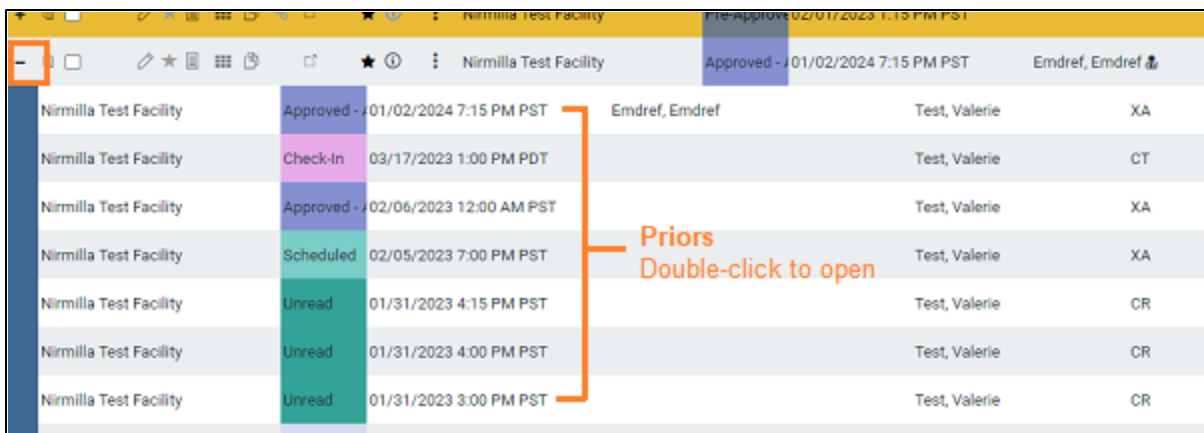 Nirmilla Test Facility Pre-Approve 02/01/2023 1:15 PM PST
Nirmilla Test Facility Approved - A 01/02/2024 7:15 PM PST Emdref, Emdref
Nirmilla Test Facility Approved - A 01/02/2024 7:15 PM PST Emdref, Emdref Test, Valerie XA
Nirmilla Test Facility Check-In 03/17/2023 1:00 PM PDT Test, Valerie CT
Nirmilla Test Facility Approved - A 02/06/2023 12:00 AM PST Test, Valerie XA
Priors
Nirmilla Test Facility Scheduled 02/05/2023 7:00 PM PST Test, Valerie XA
Double-click to open
Nirmilla Test Facility Unread 01/31/2023 4:15 PM PST Test, Valerie CR
Nirmilla Test Facility Unread 01/31/2023 4:00 PM PST Test, Valerie CR
Nirmilla Test Facility Unread 01/31/2023 3:00 PM PST Test, Valerie CR